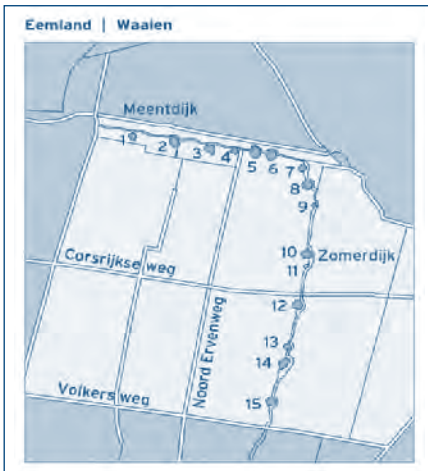 Eemland | Waaien
Meentdijk
1
2
3
4
5
6
7
8
9
10
Zomerdijk
11
Corsrijkse weg
12
Noord Ervenweg
13
14
Volkers weg
15